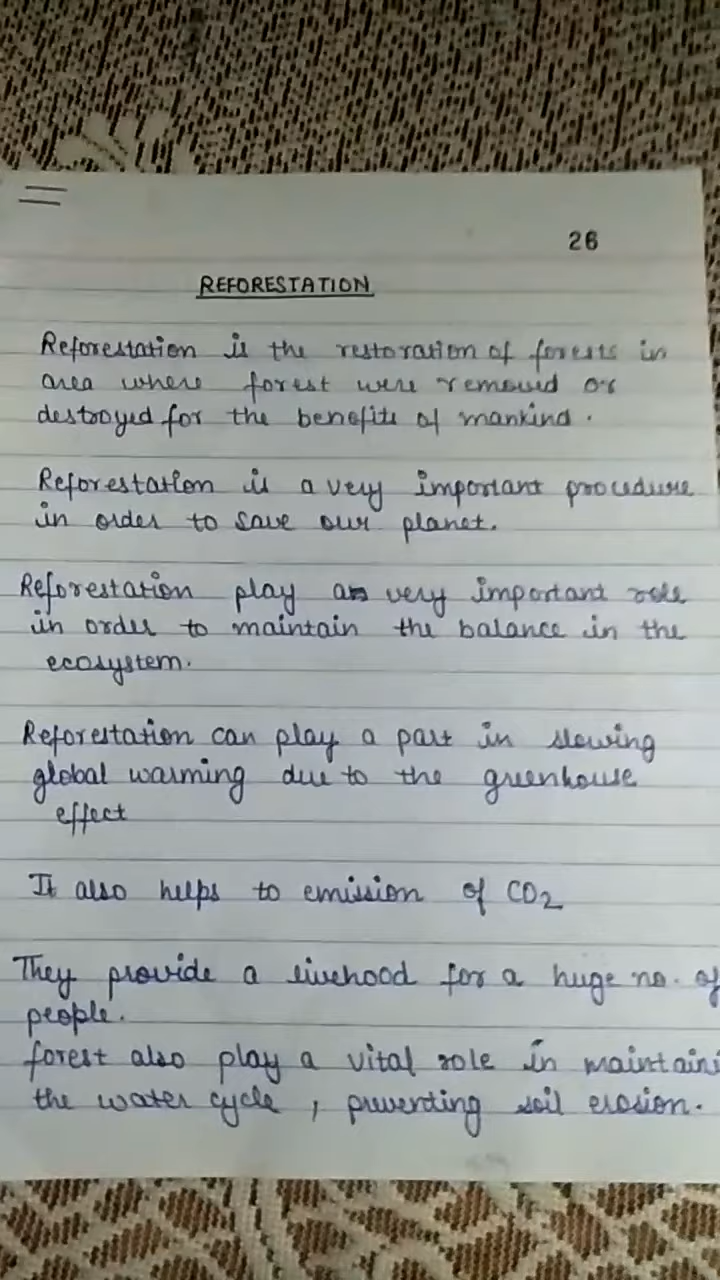 26
REFORESTATION
Reforestation is the restoration of forests in
area where forest were removed or
destroyed for the benefits of mankind.
Reforestation is a very important procedure
in order to save our planet.
Reforestation play a very important role
in order to maintain the balance in the
ecosystem.
Reforestation can play a part in slowing
global warming due to the greenhouse
effect
It also helps to emission of CO2
They provide a livehood for a huge no. of
people.
forest also play a vital role in maintaini
the water cycle, preventing soil erosion.